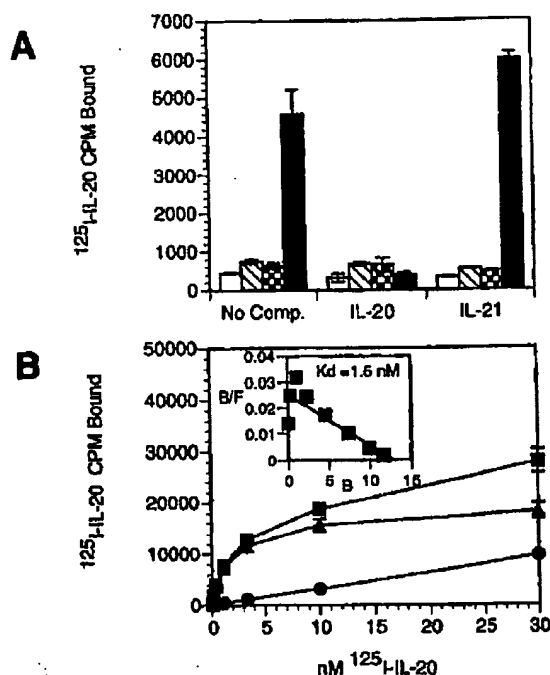 A
125I-IL-20 CPM Bound
7000
6000
5000
4000
3000
2000
1000
0
No Comp. IL-20 IL-21
B
125I-IL-20 CPM Bound
50000
40000
30000
20000
10000
0
0.04
0.03
0.02
0.01
0
B/F
Kd =1.6 nM
0 5 10 15
B
0 5 10 15 20 25 30
nM 125I-IL-20